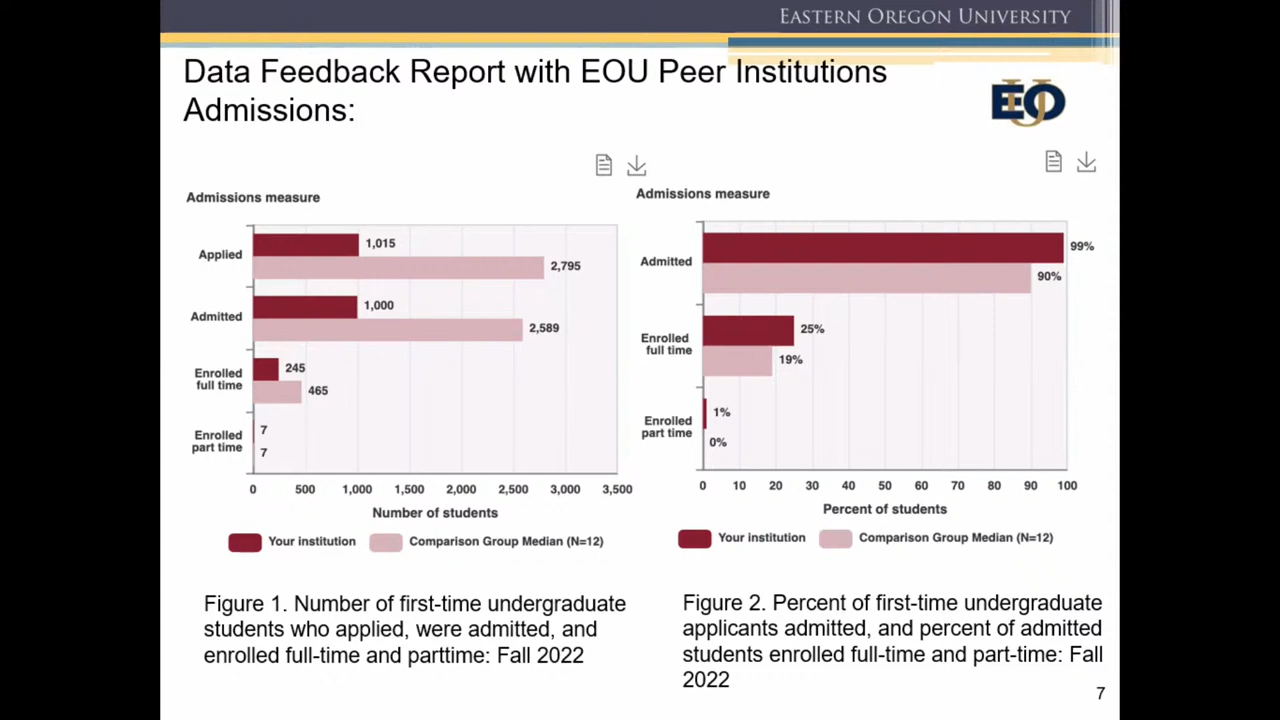 EASTERN OREGON UNIVERSITY
Data Feedback Report with EOU Peer Institutions
Admissions:
EOU
Admissions measure
Applied
1,015
2,795
Admitted
1,000
2,589
Enrolled
full time
245
465
Enrolled
part time
7
7
0 500 1,000 1,500 2,000 2,500 3,000 3,500
Number of students
Your institution Comparison Group Median (N=12)
Figure 1. Number of first-time undergraduate
students who applied, were admitted, and
enrolled full-time and parttime: Fall 2022
Admissions measure
Admitted
99%
90%
Enrolled
full time
25%
19%
Enrolled
part time
1%
0%
0 10 20 30 40 50 60 70 80 90 100
Percent of students
Your institution Comparison Group Median (N=12)
Figure 2. Percent of first-time undergraduate
applicants admitted, and percent of admitted
students enrolled full-time and part-time: Fall
2022
7